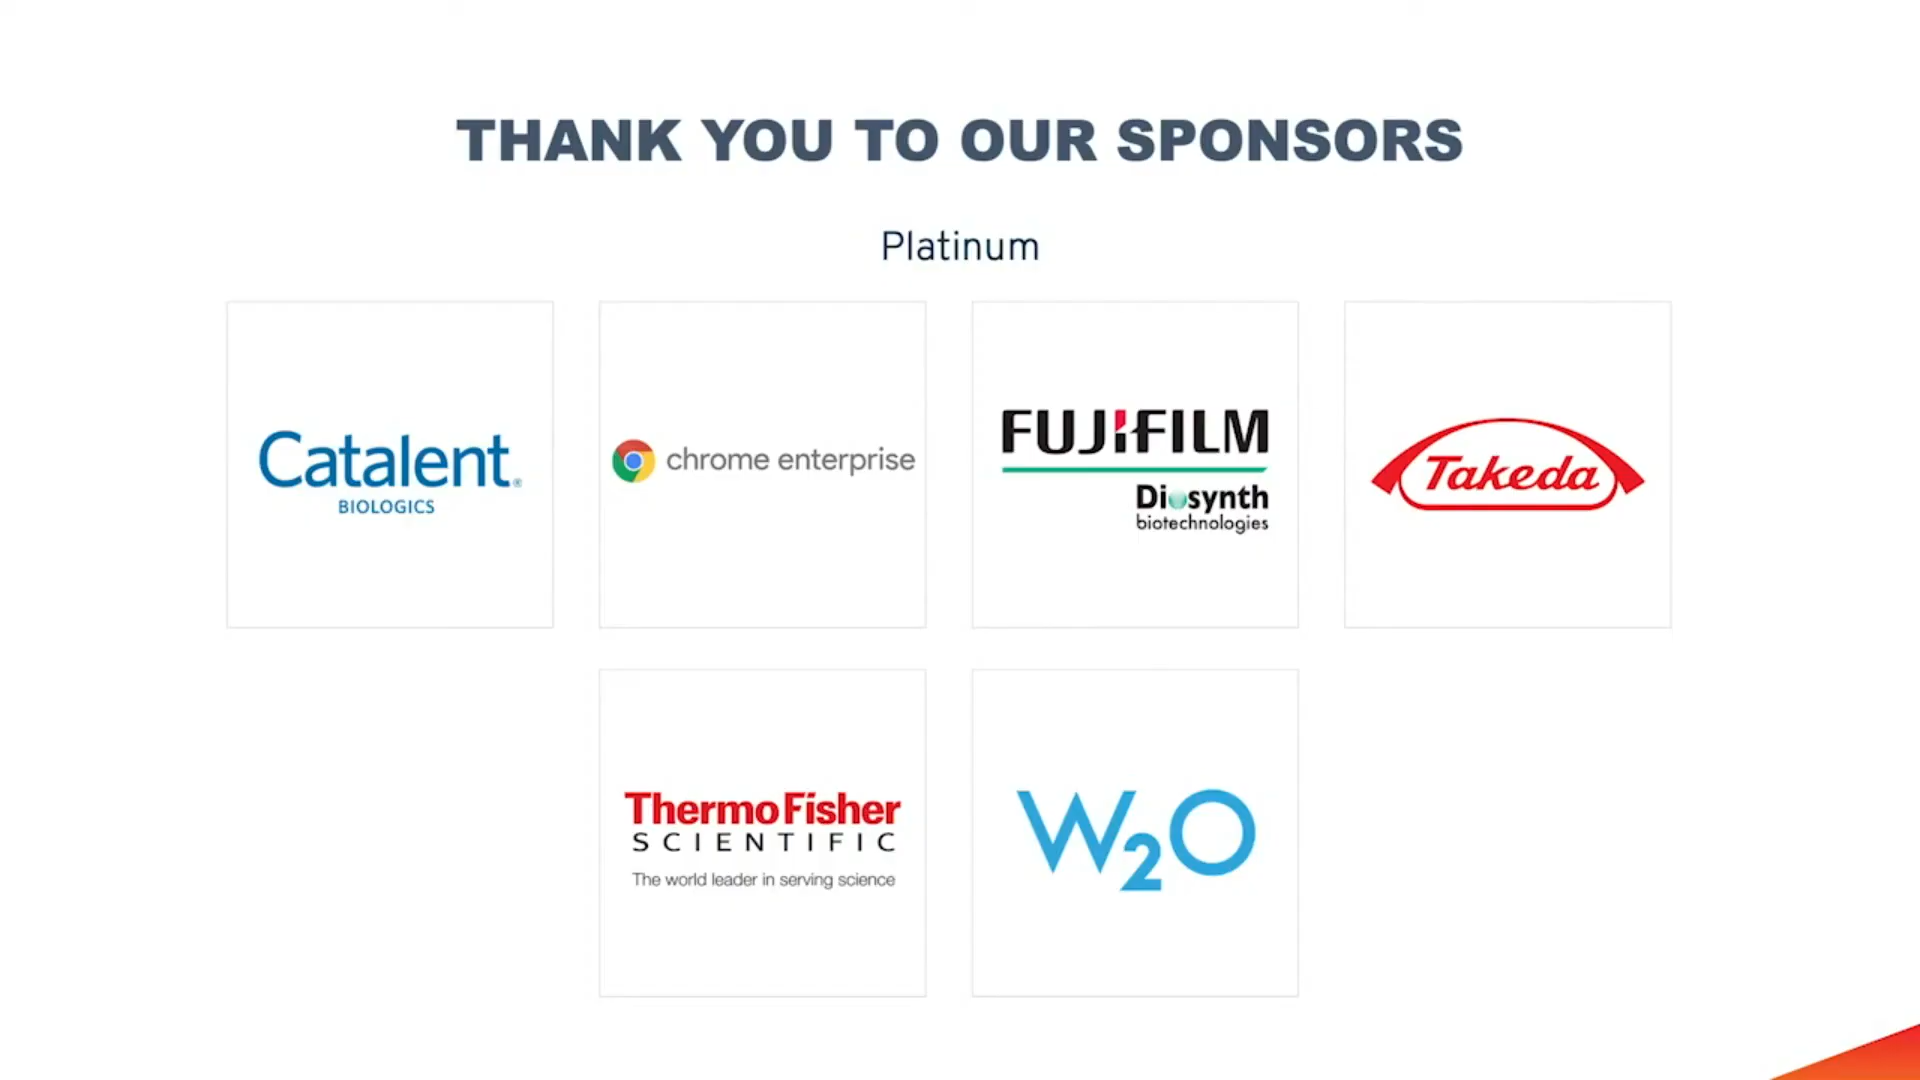 THANK YOU TO OUR SPONSORS
Platinum
Catalent®
BIOLOGICS
chrome enterprise
FUJIFILM
Diosynth
biotechnologies
Takeda
ThermoFisher
SCIENTIFIC
The world leader in serving science
W2O